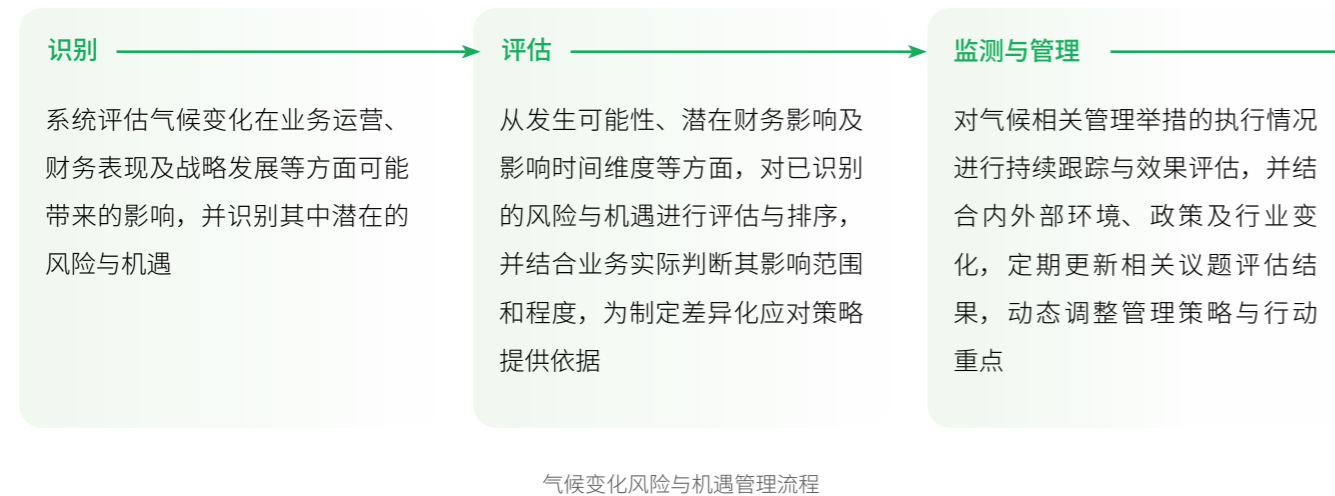 识别
系统评估气候变化在业务运营、
财务表现及战略发展等方面可能
带来的影响，并识别其中潜在的
风险与机遇
评估
从发生可能性、潜在财务影响及
影响时间维度等方面，对已识别
的风险与机遇进行评估与排序，
并结合业务实际判断其影响范围
和程度，为制定差异化应对策略
提供依据
监测与管理
对气候相关管理举措的执行情况
进行持续跟踪与效果评估，并结
合内外部环境、政策及行业变
化，定期更新相关议题评估结
果，动态调整管理策略与行动
重点
气候变化风险与机遇管理流程